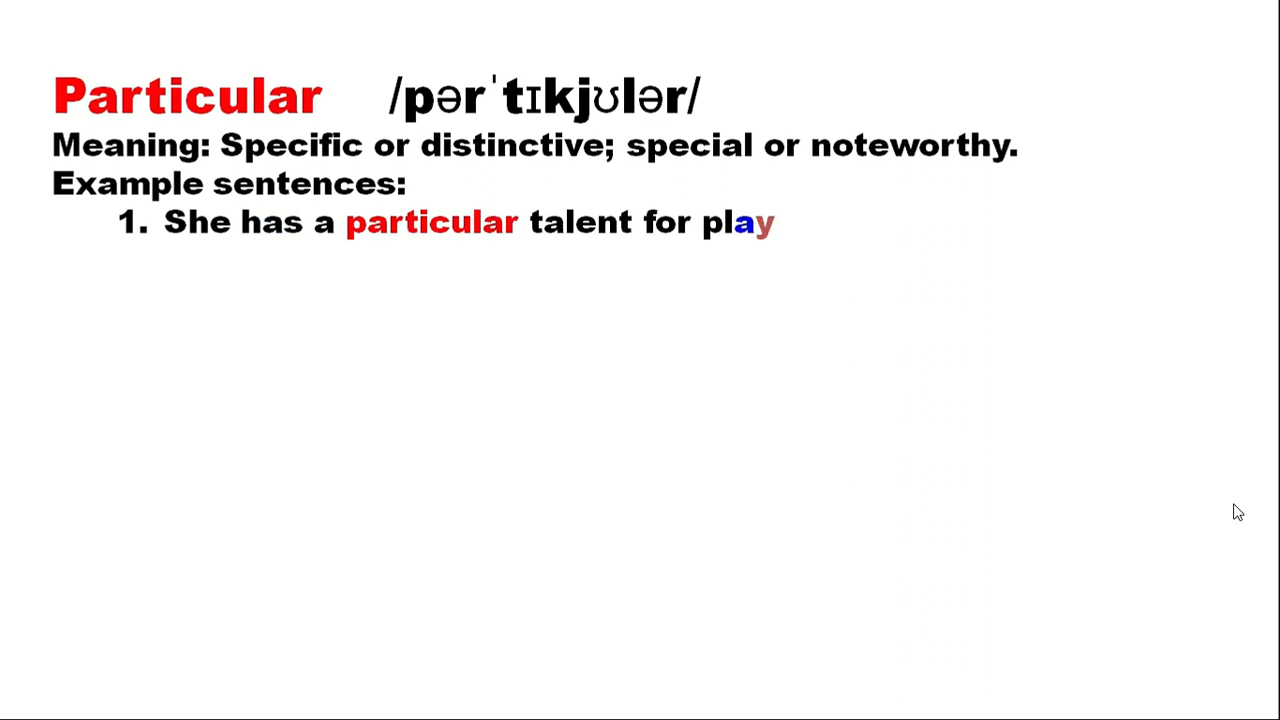 Particular /pərˈtɪkjʊlər/
Meaning: Specific or distinctive; special or noteworthy.
Example sentences:
1. She has a particular talent for play